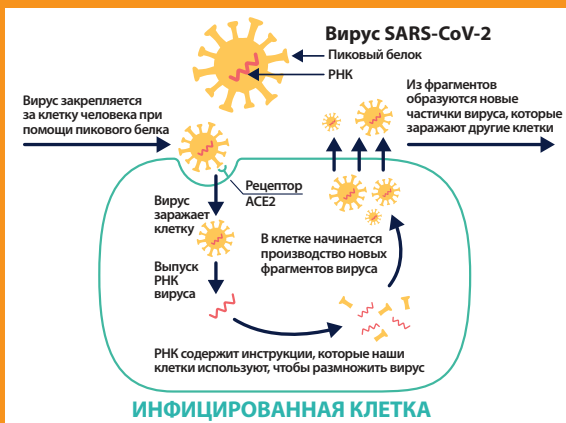 Вирус SARS-CoV-2
Пиковый белок
РНК
Вирус закрепляется
за клетку человека при
помощи пикового белка
Из фрагментов
образуются новые
частички вируса, которые
заражают другие клетки
Рецептор
ACE2
Вирус
заражает
клетку
В клетке начинается
производство новых
фрагментов вируса
Выпуск
РНК
вируса
РНК содержит инструкции, которые наши
клетки используют, чтобы размножить вирус
ИНФИЦИРОВАННАЯ КЛЕТКА